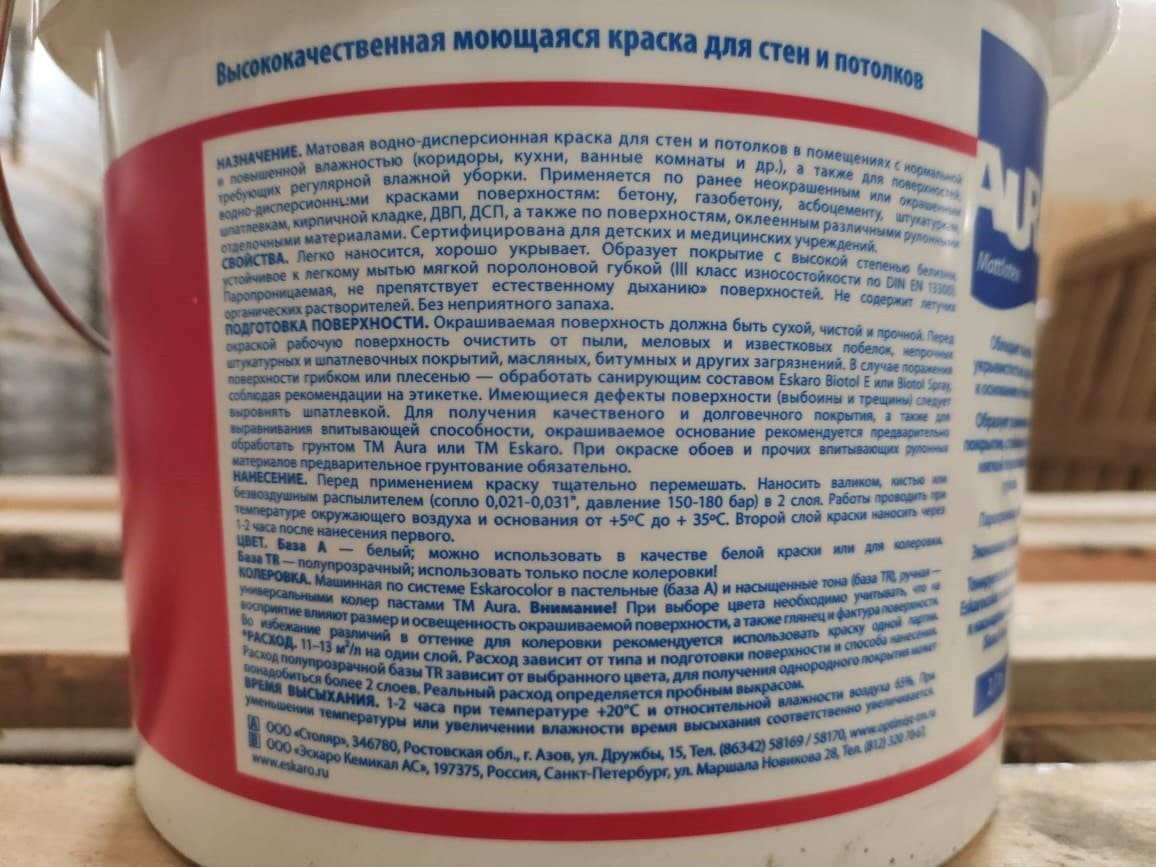 Высококачественная моющаяся краска для стен и потолков
НАЗНАЧЕНИЕ. Матовая водно-дисперсионная краска для стен и потолков в помещениях с нормальной
и повышенной влажностью (коридоры, кухни, ванные комнаты и др.), а также для поверхностей,
требующих регулярной влажной уборки. Применяется по ранее неокрашенным или окрашенным
водно-дисперсионными красками поверхностям: бетону, газобетону, асбоцементу, штукатуркам,
шпатлевкам, кирпичной кладке, ДВП, ДСП, а также по поверхностям, оклеенным различными рулонными
отделочными материалами. Сертифицирована для детских и медицинских учреждений.
СВОЙСТВА. Легко наносится, хорошо укрывает. Образует покрытие с высокой степенью белизны,
устойчивое к легкому мытью мягкой поролоновой губкой (III класс износостойкости по DIN EN 13300).
Паропроницаемая, не препятствует естественному дыханию» поверхностей. Не содержит летучих
органических растворителей. Без неприятного запаха.
ПОДГОТОВКА ПОВЕРХНОСТИ. Окрашиваемая поверхность должна быть сухой, чистой и прочной. Перед
окраской рабочую поверхность очистить от пыли, меловых и известковых побелок, непрочных
штукатурных и шпатлевочных покрытий, масляных, битумных и других загрязнений. В случае поражения
поверхности грибком или плесенью — обработать санирующим составом Eskaro Biotol E или Biotol Spray,
соблюдая рекомендации на этикетке. Имеющиеся дефекты поверхности (выбоины и трещины) следует
выровнять шпатлевкой. Для получения качественого и долговечного покрытия, а также для
выравнивания впитывающей способности, окрашиваемое основание рекомендуется предварительно
обработать грунтом ТМ Aura или ТМ Eskaro. При окраске обоев и прочих впитывающих рулонных
материалов предварительное грунтование обязательно.
НАНЕСЕНИЕ. Перед применением краску тщательно перемешать. Наносить валиком, кистью или
безвоздушным распылителем (сопло 0,021-0,031", давление 150-180 бар) в 2 слоя. Работы проводить при
температуре окружающего воздуха и основания от +5ºС до + 35ºС. Второй слой краски наносить через
1-2 часа после нанесения первого.
ЦВЕТ. База А — белый; можно использовать в качестве белой краски или для колеровки.
База TR — полупрозрачный; использовать только после колеровки!
КОЛЕРОВКА. Машинная по системе Eskarocolor в пастельные (база А) и насыщенные тона (база TR), ручная —
универсальными колер пастами ТМ Aura. Внимание! При выборе цвета необходимо учитывать, что на
восприятие влияют размер и освещенность окрашиваемой поверхности, а также глянец и фактура поверхности.
Во избежание различий в оттенке для колеровки рекомендуется использовать краску одной партии.
*РАСХОД. 11–13 м²/л на один слой. Расход зависит от типа и подготовки поверхности и способа нанесения.
Расход полупрозрачной базы TR зависит от выбранного цвета, для получения однородного покрытия может
понадобиться более 2 слоев. Реальный расход определяется пробным выкрасом.
ВРЕМЯ ВЫСЫХАНИЯ. 1-2 часа при температуре +20°С и относительной влажности воздуха 65%. При
уменьшении температуры или увеличении влажности время высыхания соответственно увеличивается.
A ООО «Столяр», 346780, Ростовская обл., г. Азов, ул. Дружбы, 15, Тел. (86342) 58169 / 58170, www.optimist-sm.ru
B ООО «Эскаро Кемикал АС», 197375, Россия, Санкт-Петербург, ул. Маршала Новикова 28, Тел. (812) 320 70 67,
www.eskaro.ru
Mattlatex